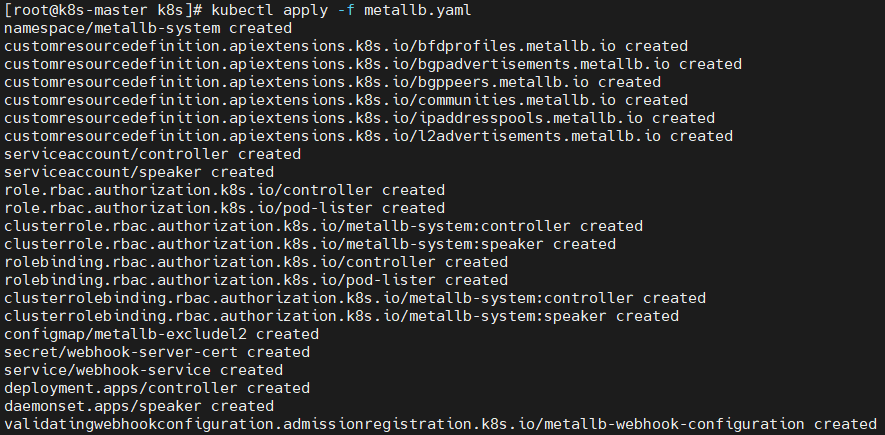 [root@k8s-master k8s]# kubectl apply -f metallb.yaml
namespace/metallb-system created
customresourcedefinition.apiextensions.k8s.io/bfdprofiles.metallb.io created
customresourcedefinition.apiextensions.k8s.io/bgpadvertisements.metallb.io created
customresourcedefinition.apiextensions.k8s.io/bgppeers.metallb.io created
customresourcedefinition.apiextensions.k8s.io/communities.metallb.io created
customresourcedefinition.apiextensions.k8s.io/ipaddresspools.metallb.io created
customresourcedefinition.apiextensions.k8s.io/l2advertisements.metallb.io created
serviceaccount/controller created
serviceaccount/speaker created
role.rbac.authorization.k8s.io/controller created
role.rbac.authorization.k8s.io/pod-lister created
clusterrole.rbac.authorization.k8s.io/metallb-system:controller created
clusterrole.rbac.authorization.k8s.io/metallb-system:speaker created
rolebinding.rbac.authorization.k8s.io/controller created
rolebinding.rbac.authorization.k8s.io/pod-lister created
clusterrolebinding.rbac.authorization.k8s.io/metallb-system:controller created
clusterrolebinding.rbac.authorization.k8s.io/metallb-system:speaker created
configmap/metallb-excludel2 created
secret/webhook-server-cert created
service/webhook-service created
deployment.apps/controller created
daemonset.apps/speaker created
validatingwebhookconfiguration.admissionregistration.k8s.io/metallb-webhook-configuration created